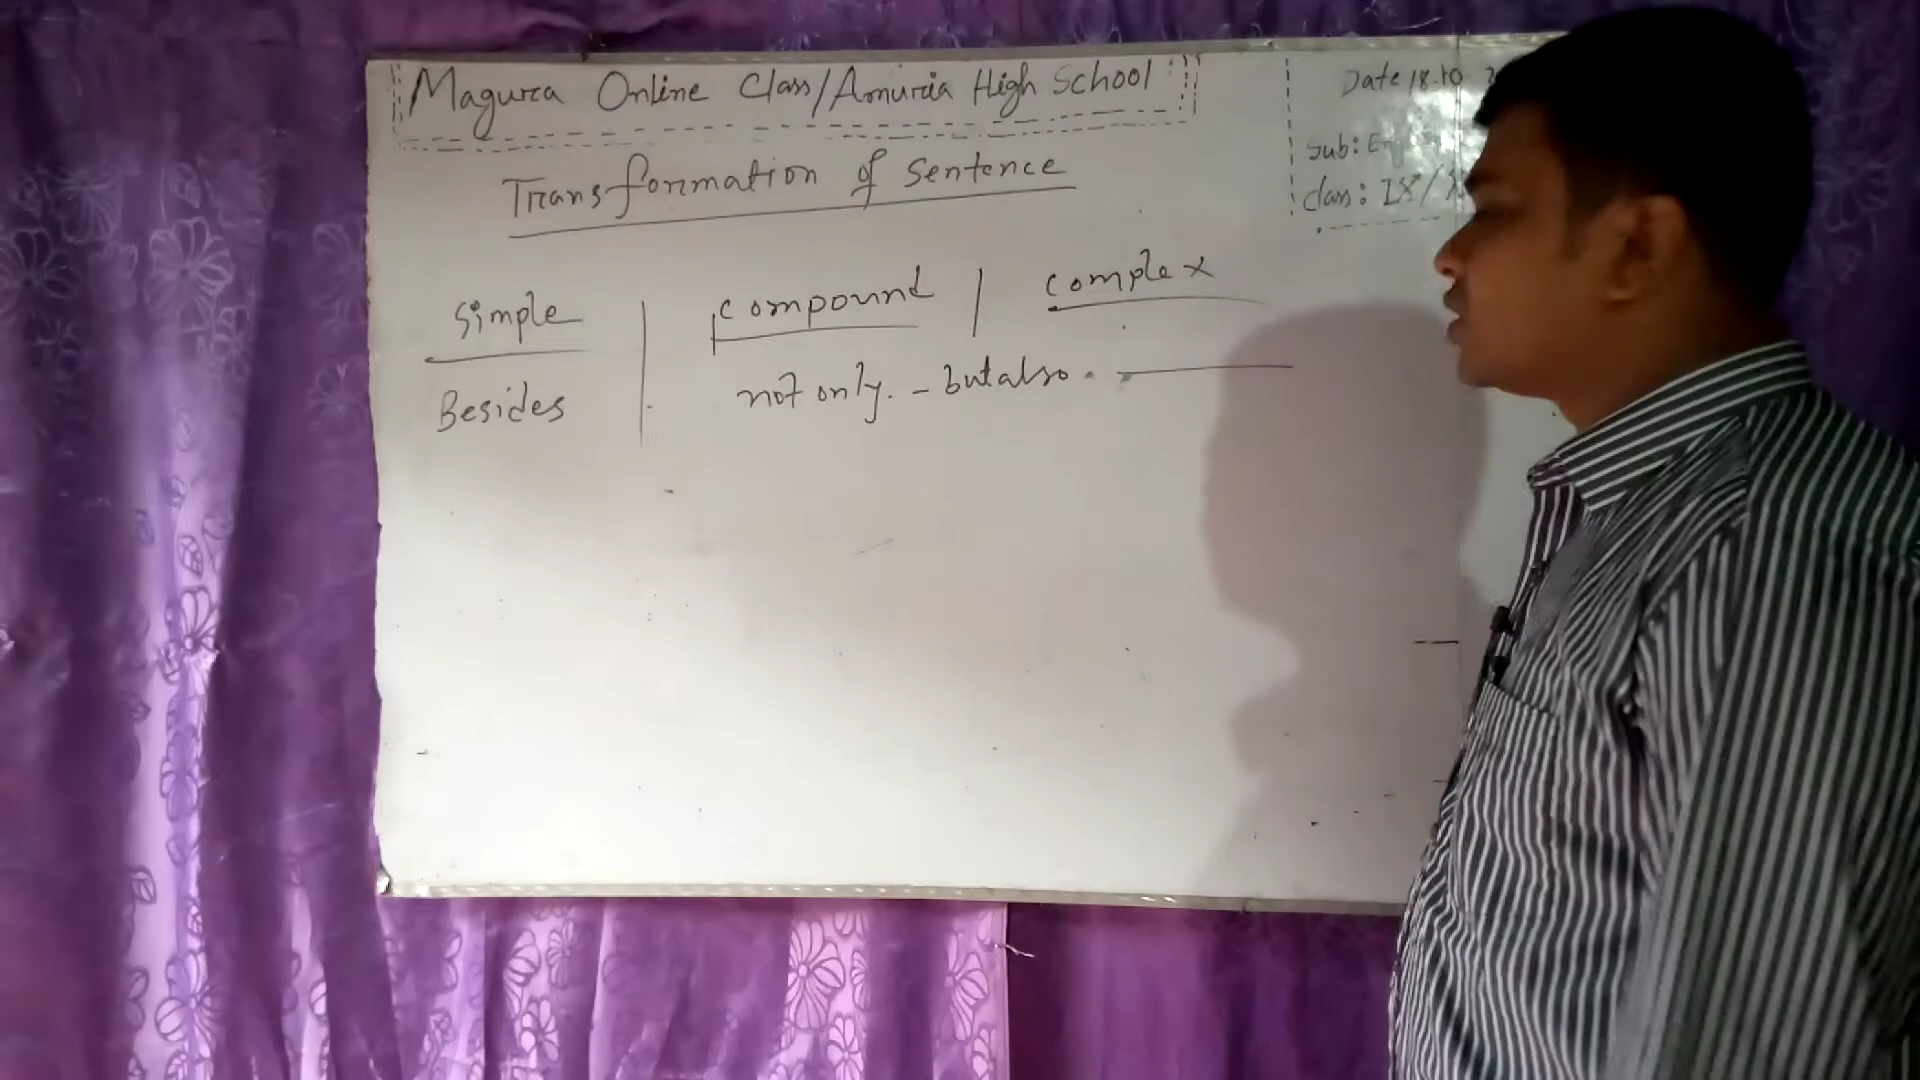 Magura Online Class/Amuria High School
Date 18-10
Sub:
Class: IX/
Transformation of Sentence
Simple | Compound | Complex
Besides | not only. - but also.